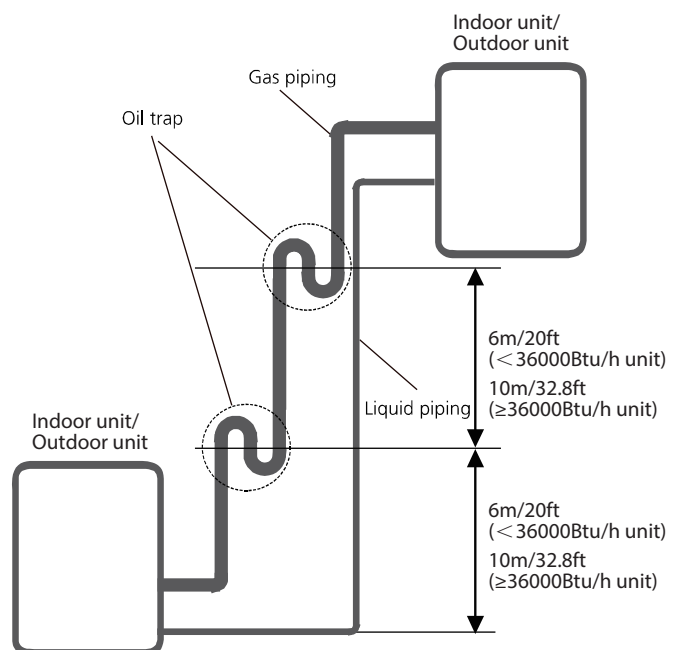 Indoor unit/
Outdoor unit
Gas piping
Oil trap
6m/20ft
(<36000Btu/h unit)
10m/32.8ft
(≥36000Btu/h unit)
Liquid piping
Indoor unit/
Outdoor unit
6m/20ft
(<36000Btu/h unit)
10m/32.8ft
(≥36000Btu/h unit)